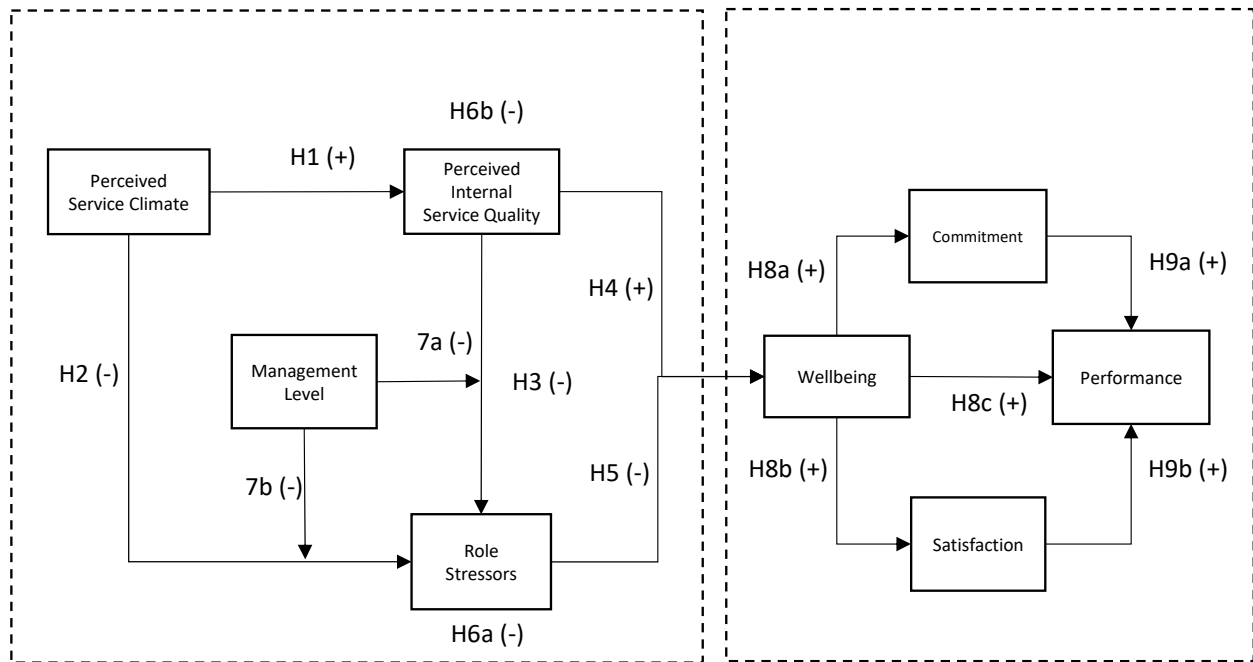 H6b (-)
H1 (+)
Perceived
Service Climate
Perceived
Internal
Service Quality
Commitment
H8a (+)
H9a (+)
H4 (+)
7a (-)
H2 (-)
Management
Level
H3 (-)
Wellbeing
Performance
H8c (+)
H5 (-)
H8b (+)
H9b (+)
7b (-)
Role
Stressors
Satisfaction
H6a (-)